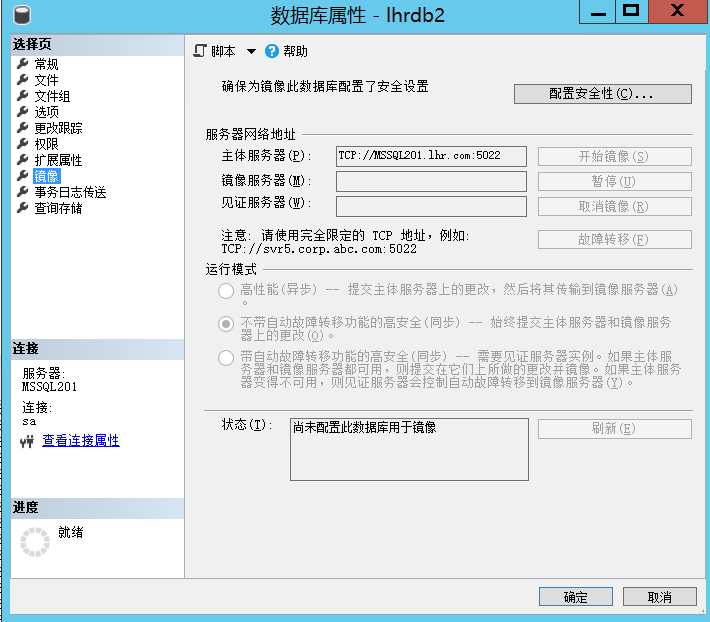 数据库属性 - lhrdb2
选择页
常规
文件
文件组
选项
更改跟踪
权限
扩展属性
镜像
事务日志传送
查询存储
连接
服务器:
MSSQL201
连接:
sa
查看连接属性
进度
就绪
脚本
帮助
确保为镜像此数据库配置了安全设置
配置安全性(C)...
服务器网络地址
主体服务器(P):
TCP://MSSQL201.lhr.com:5022
开始镜像(S)
镜像服务器(M):
暂停(U)
见证服务器(W):
取消镜像(R)
注意: 请使用完全限定的 TCP 地址，例如:
TCP://svr5.corp.abc.com:5022
故障转移(F)
运行模式
高性能(异步) -- 提交主体服务器上的更改，然后将其传输到镜像服务器(A)
。
不带自动故障转移功能的高安全(同步) -- 始终提交主体服务器和镜像服务
器上的更改(O)。
带自动故障转移功能的高安全(同步) -- 需要见证服务器实例。如果主体服
务器和镜像服务器都可用，则提交在它们上所做的更改并镜像。如果主体服务
器变得不可用，则见证服务器会控制自动故障转移到镜像服务器(Y)。
状态(I):
尚未配置此数据库用于镜像
刷新(E)
确定
取消